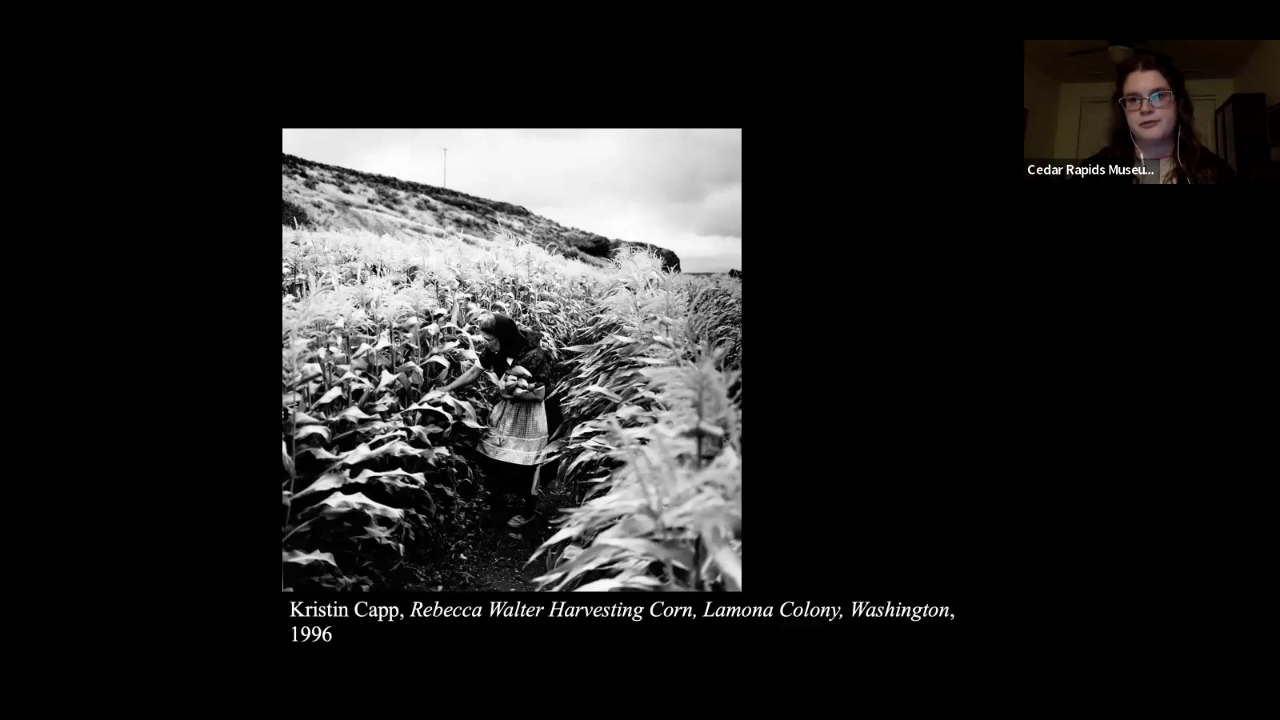 Cedar Rapids Museu...
Kristin Capp, Rebecca Walter Harvesting Corn, Lamona Colony, Washington,
1996